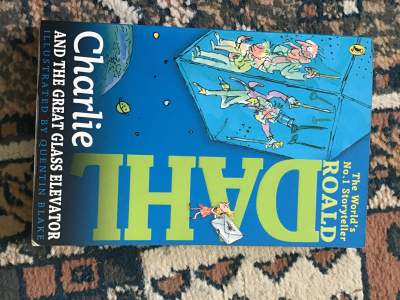 The World's
No.1 Storyteller
ROALD
DAHL
Charlie
AND THE GREAT GLASS ELEVATOR
ILLUSTRATED BY QUENTIN BLAKE